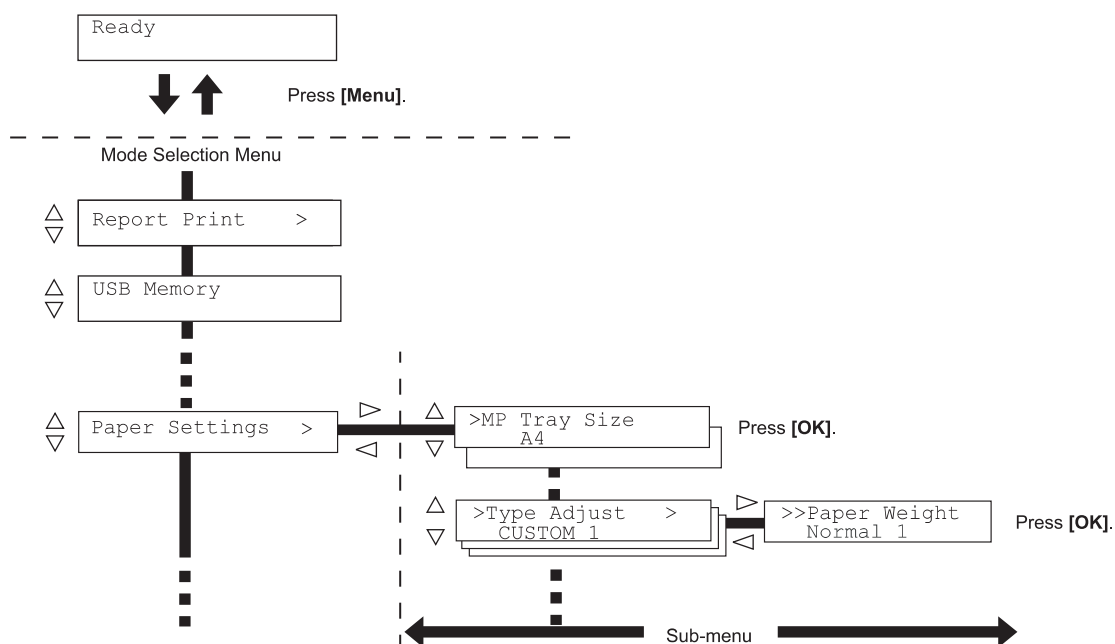 Ready
Press [Menu].
Mode Selection Menu
Report Print >
USB Memory
Paper Settings >
>MP Tray Size
A4
Press [OK].
>Type Adjust >
CUSTOM 1
>>Paper Weight
Normal 1
Press [OK].
Sub-menu